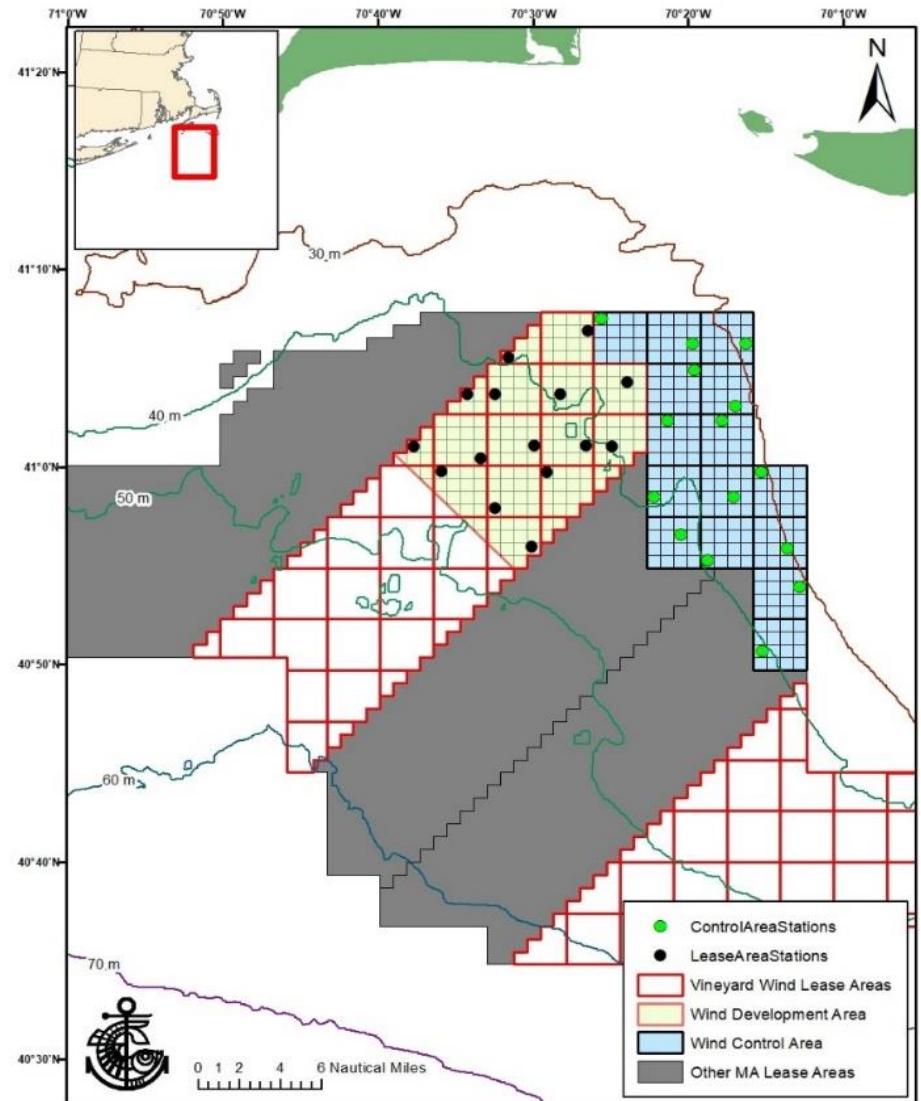 71°0'W 70°50'W 70°40'W 70°30'W 70°20'W 70°10'W
41°20'N
N
41°10'N
30 m
40 m
41°0'N
50 m
40°50'N
60 m
40°40'N
70 m
40°30'N
0 1 2 4 6 Nautical Miles
ControlAreaStations
LeaseAreaStations
Vineyard Wind Lease Areas
Wind Development Area
Wind Control Area
Other MA Lease Areas